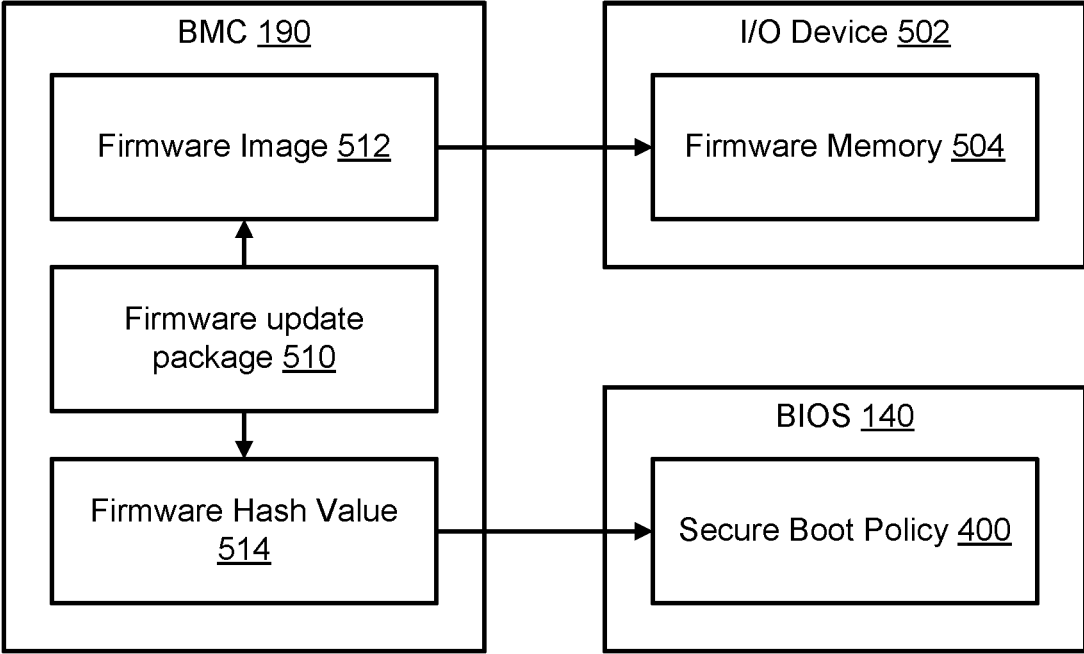 BMC 190
Firmware Image 512
Firmware update
package 510
Firmware Hash Value
514
I/O Device 502
Firmware Memory 504
BIOS 140
Secure Boot Policy 400